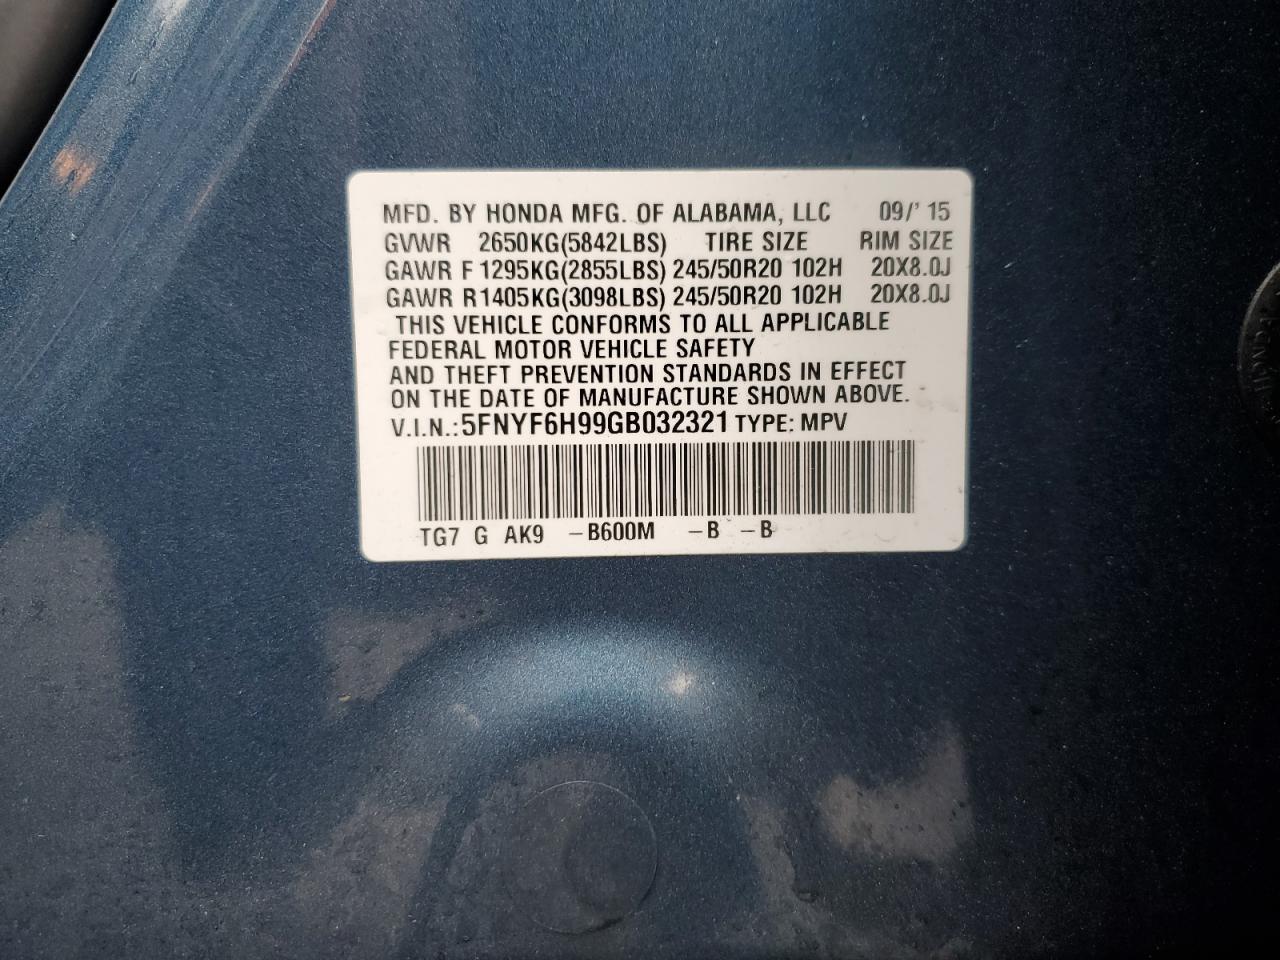 MFD. BY HONDA MFG. OF ALABAMA, LLC 09/' 15
GVWR 2650KG(5842LBS) TIRE SIZE RIM SIZE
GAWR F 1295KG(2855LBS) 245/50R20 102H 20X8.0J
GAWR R1405KG(3098LBS) 245/50R20 102H 20X8.0J
THIS VEHICLE CONFORMS TO ALL APPLICABLE
FEDERAL MOTOR VEHICLE SAFETY
AND THEFT PREVENTION STANDARDS IN EFFECT
ON THE DATE OF MANUFACTURE SHOWN ABOVE.
V.I.N.:5FNYF6H99GB032321 TYPE: MPV
TG7 G AK9 -B600M -B -B